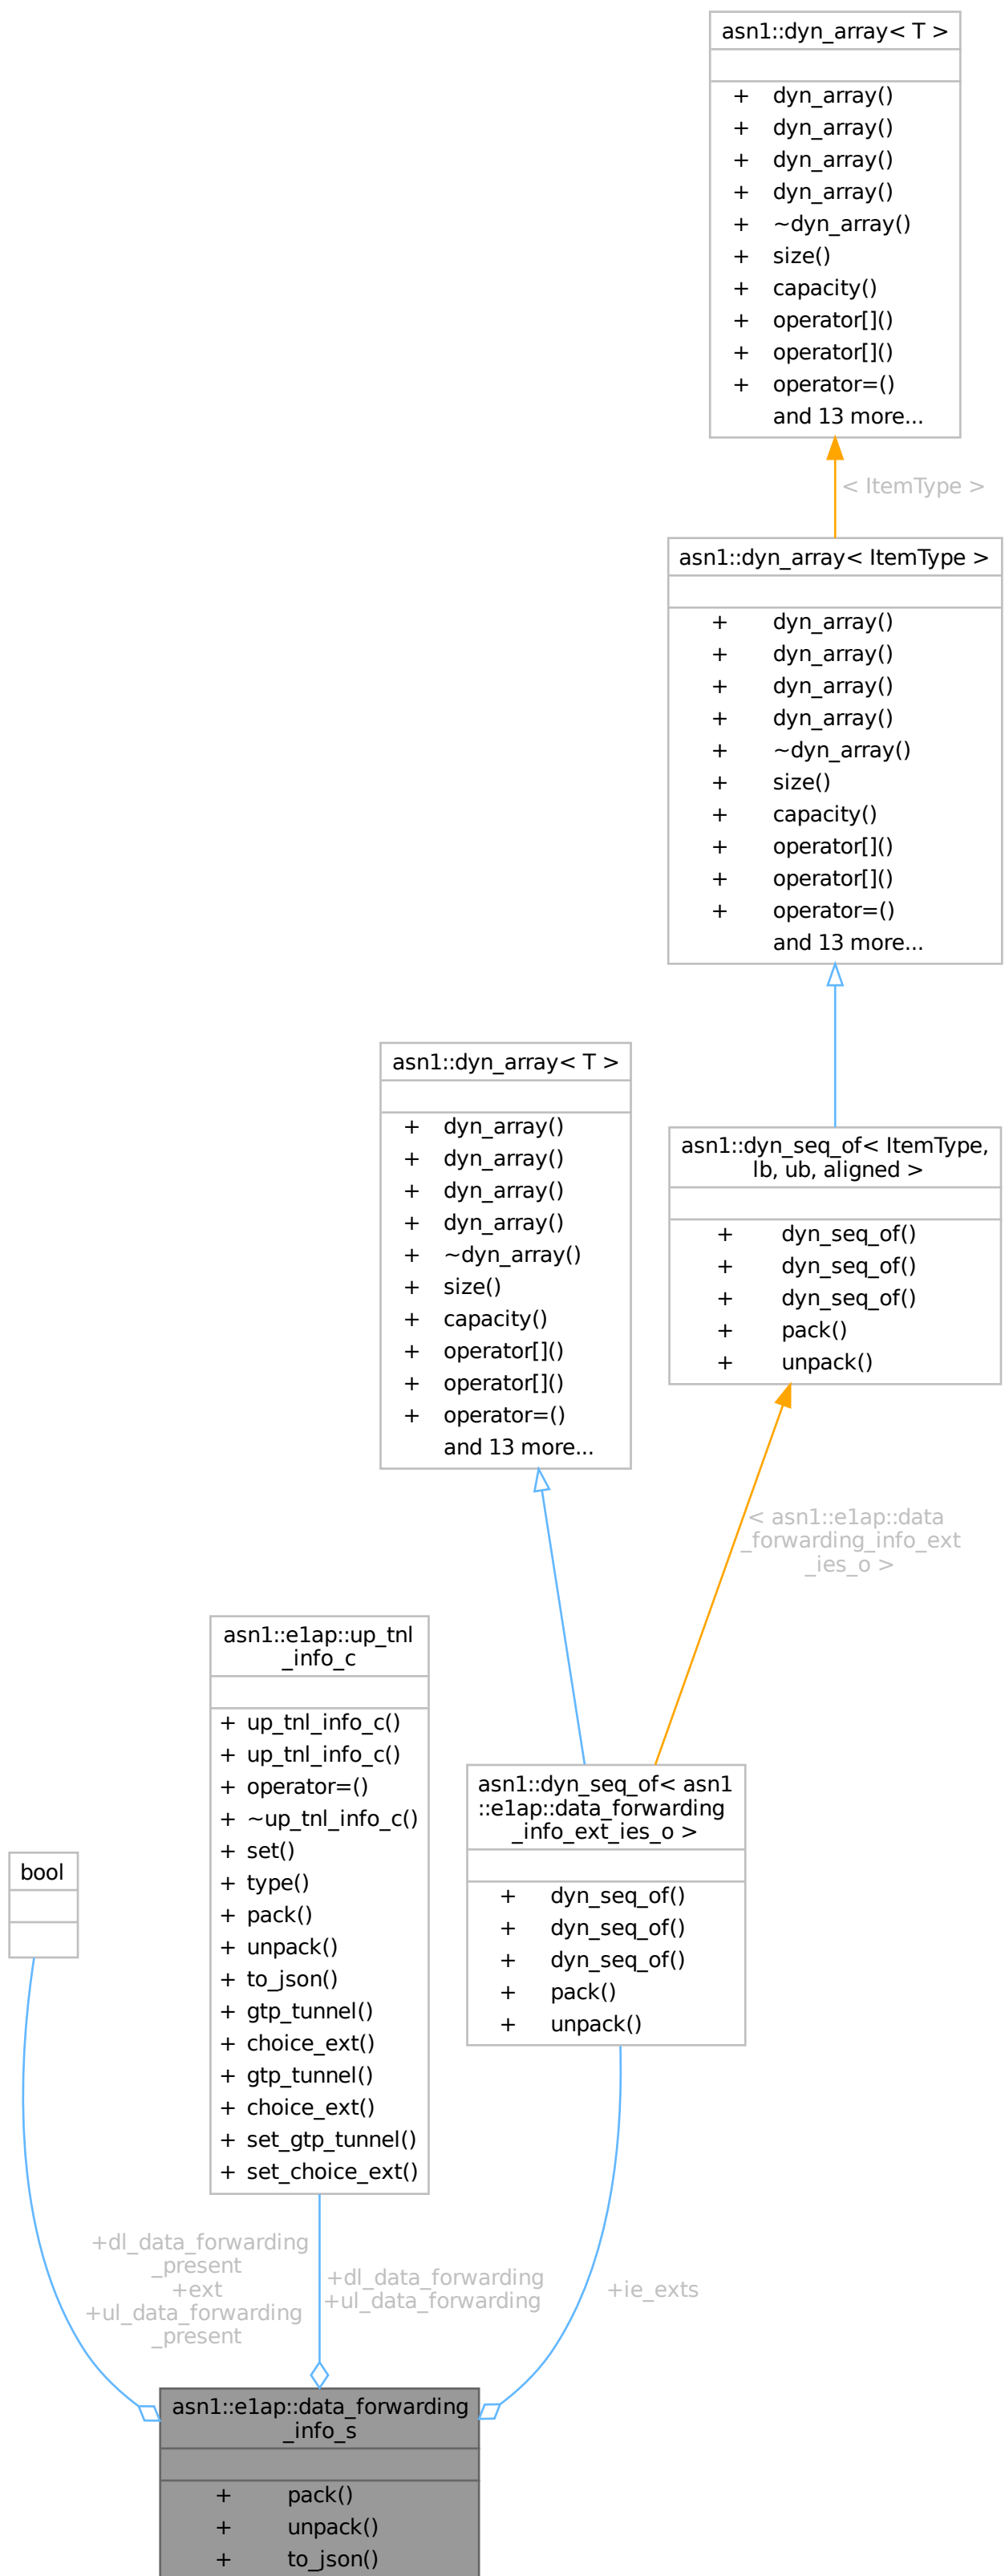 asn1::dyn_array< T >
+ dyn_array()
+ dyn_array()
+ dyn_array()
+ dyn_array()
+ ~dyn_array()
+ size()
+ capacity()
+ operator[]()
+ operator[]()
+ operator=()
and 13 more...
< ItemType >
asn1::dyn_array< ItemType >
+ dyn_array()
+ dyn_array()
+ dyn_array()
+ dyn_array()
+ ~dyn_array()
+ size()
+ capacity()
+ operator[]()
+ operator[]()
+ operator=()
and 13 more...
asn1::dyn_array< T >
+ dyn_array()
+ dyn_array()
+ dyn_array()
+ dyn_array()
+ ~dyn_array()
+ size()
+ capacity()
+ operator[]()
+ operator[]()
+ operator=()
and 13 more...
asn1::dyn_seq_of< ItemType,
lb, ub, aligned >
+ dyn_seq_of()
+ dyn_seq_of()
+ dyn_seq_of()
+ pack()
+ unpack()
< asn1::e1ap::data
_forwarding_info_ext
_ies_o >
asn1::e1ap::up_tnl
_info_c
+ up_tnl_info_c()
+ up_tnl_info_c()
+ operator=()
+ ~up_tnl_info_c()
+ set()
+ type()
+ pack()
+ unpack()
+ to_json()
+ gtp_tunnel()
+ choice_ext()
+ gtp_tunnel()
+ choice_ext()
+ set_gtp_tunnel()
+ set_choice_ext()
asn1::dyn_seq_of< asn1
::e1ap::data_forwarding
_info_ext_ies_o >
+ dyn_seq_of()
+ dyn_seq_of()
+ dyn_seq_of()
+ pack()
+ unpack()
bool
+dl_data_forwarding
_present
+ext
+ul_data_forwarding
_present
+dl_data_forwarding
+ul_data_forwarding
+ie_exts
asn1::e1ap::data_forwarding
_info_s
+ pack()
+ unpack()
+ to_json()